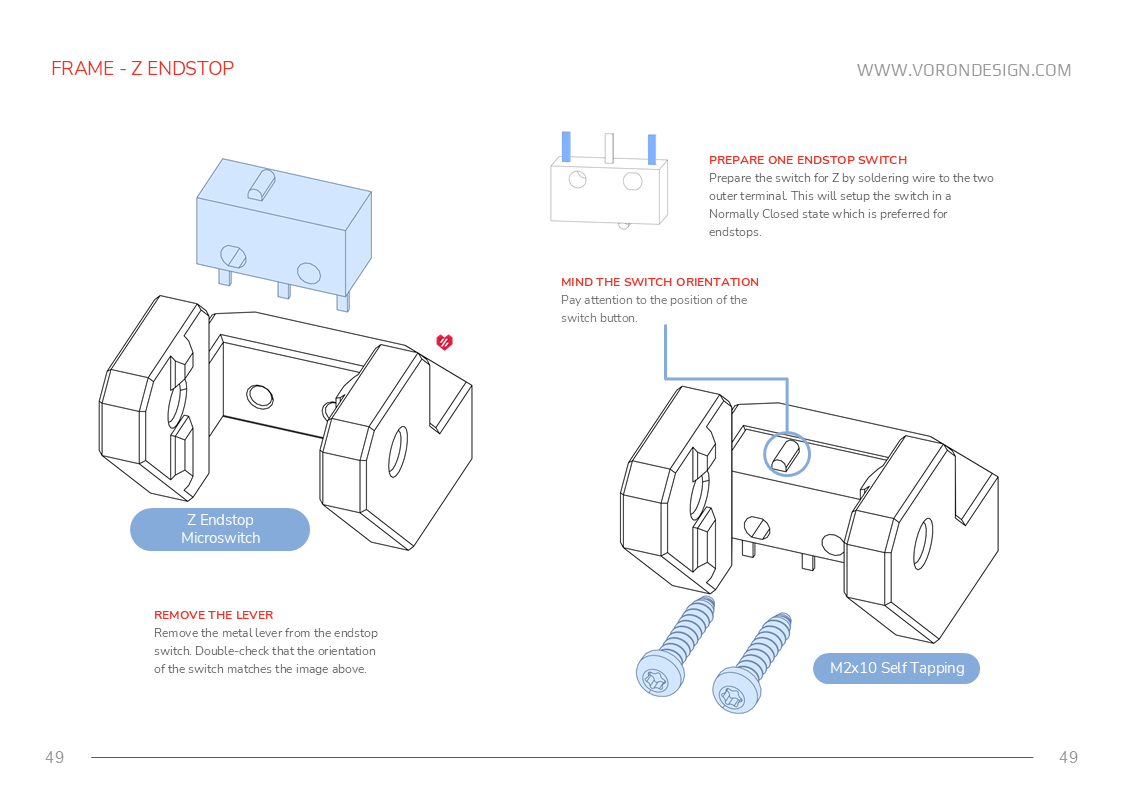 FRAME - Z ENDSTOP
WWW.VORONDESIGN.COM
PREPARE ONE ENDSTOP SWITCH
Prepare the switch for Z by soldering wire to the two
outer terminal. This will setup the switch in a
Normally Closed state which is preferred for
endstops.
MIND THE SWITCH ORIENTATION
Pay attention to the position of the
switch button.
Z Endstop
Microswitch
REMOVE THE LEVER
Remove the metal lever from the endstop
switch. Double-check that the orientation
of the switch matches the image above.
M2x10 Self Tapping
49
49